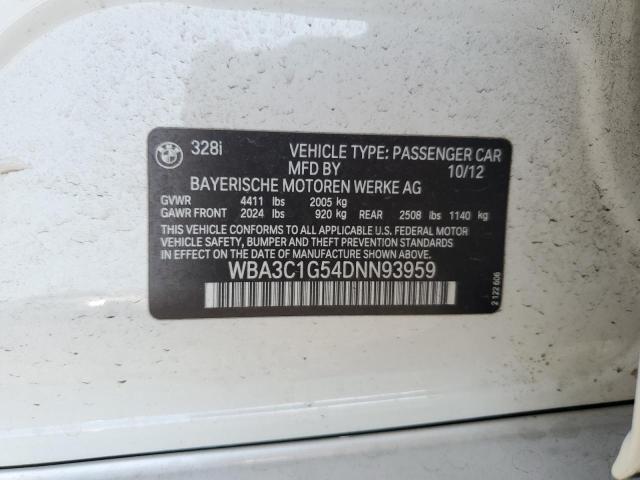 328i VEHICLE TYPE: PASSENGER CAR
MFD BY 10/12
BAYERISCHE MOTOREN WERKE AG
GVWR 4411 lbs 2005 kg
GAWR FRONT 2024 lbs 920 kg REAR 2508 lbs 1140 kg
THIS VEHICLE CONFORMS TO ALL APPLICABLE U.S. FEDERAL MOTOR
VEHICLE SAFETY, BUMPER AND THEFT PREVENTION STANDARDS
IN EFFECT ON THE DATE OF MANUFACTURE SHOWN ABOVE.
WBA3C1G54DNN93959
2 122 606